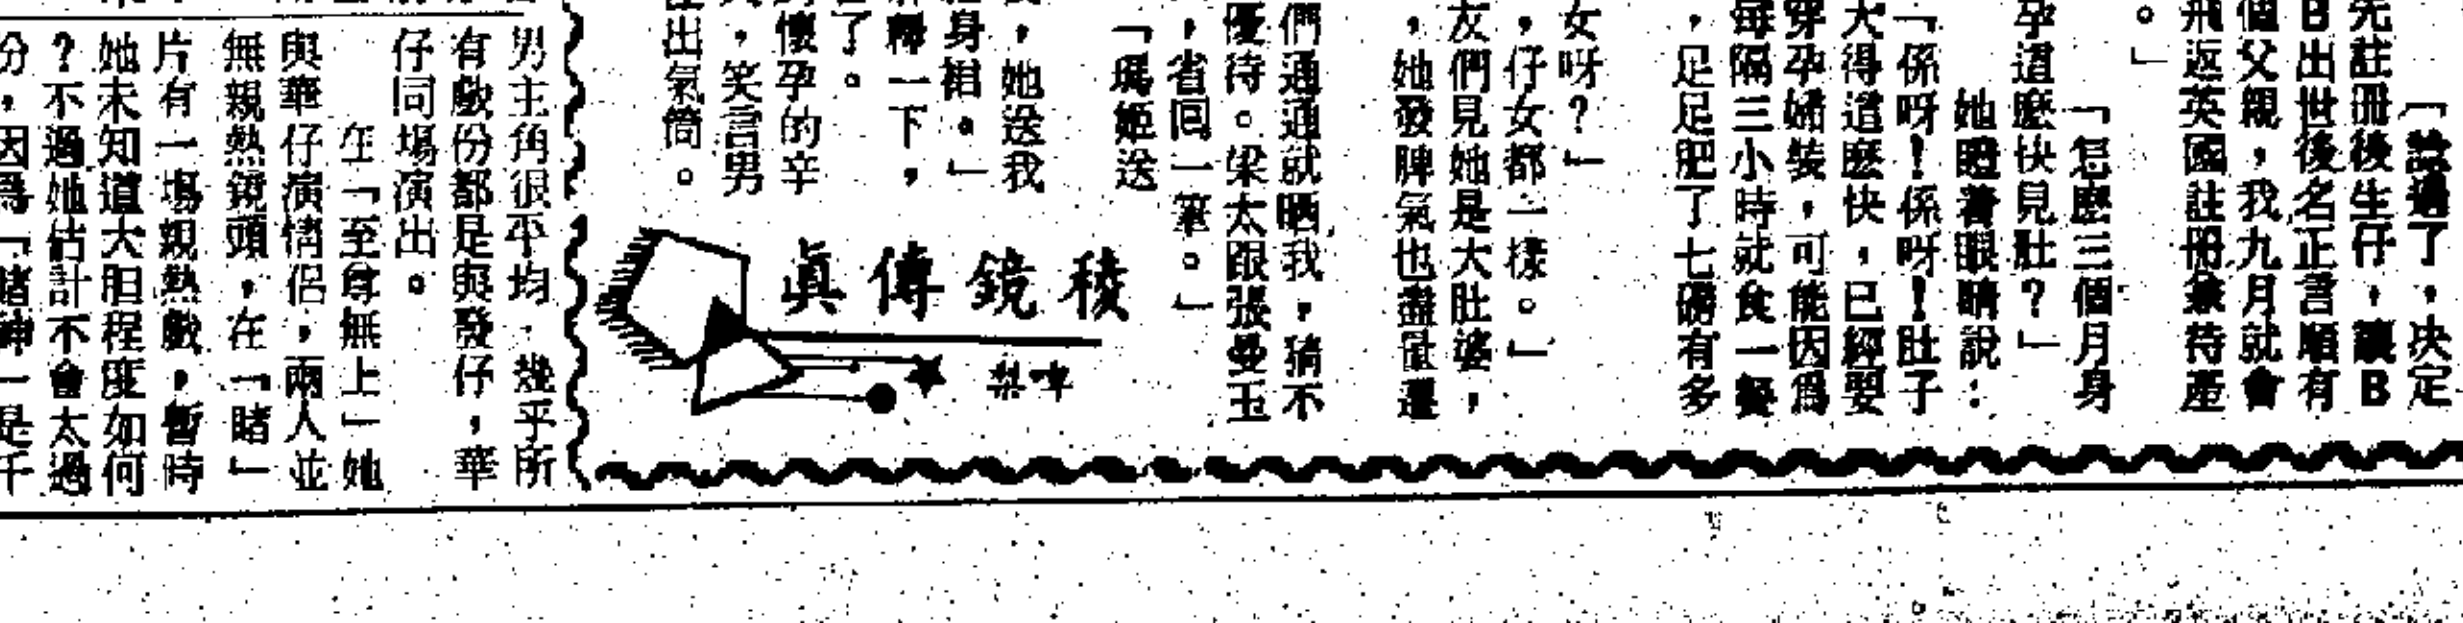 「談過了，決定
先註冊後生仔，讓B
B出世後名正言順有
個父親，我九月就會
飛返英國註冊兼待產
。」
「怎麽三個月身
孕這麽快見肚？」
她瞪着眼睛說：
「係呀！係呀！肚子
大得這麽快，已經要
穿孕婦裝，可能因爲
每隔三小時就食一餐
，足足肥了七磅有多
女呀？」
，仔女都一樣。」
友們見她是大肚婆，
，她發脾氣也盡量遷
們通通就晒我，猜不
優待。梁太跟張曼玉
，省回一筆。」
「瑪姬送
，她送我
身裙。」
一下，
了。
懷孕的辛
，笑言男
出氣筒。
稜鏡傳眞
男主角很平均，幾乎所
有戲份都是與發仔，華
仔同場演出。
在「至尊無上」她
與華仔演情侶，兩人並
無親熱鏡頭，在「賭」
片有一場親熱戲，暫時
她未知道大胆程度如何
？不過她估計不會太過
份，因爲「賭神」是千